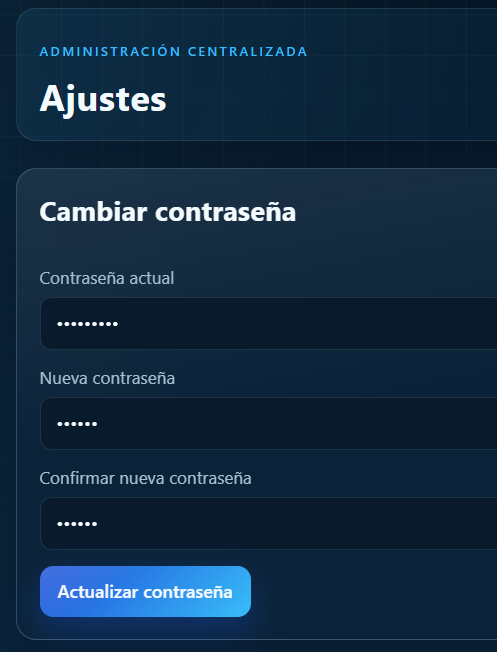 ADMINISTRACIÓN CENTRALIZADA
Ajustes
Cambiar contraseña
Contraseña actual
•••••••••
Nueva contraseña
••••••
Confirmar nueva contraseña
••••••
Actualizar contraseña